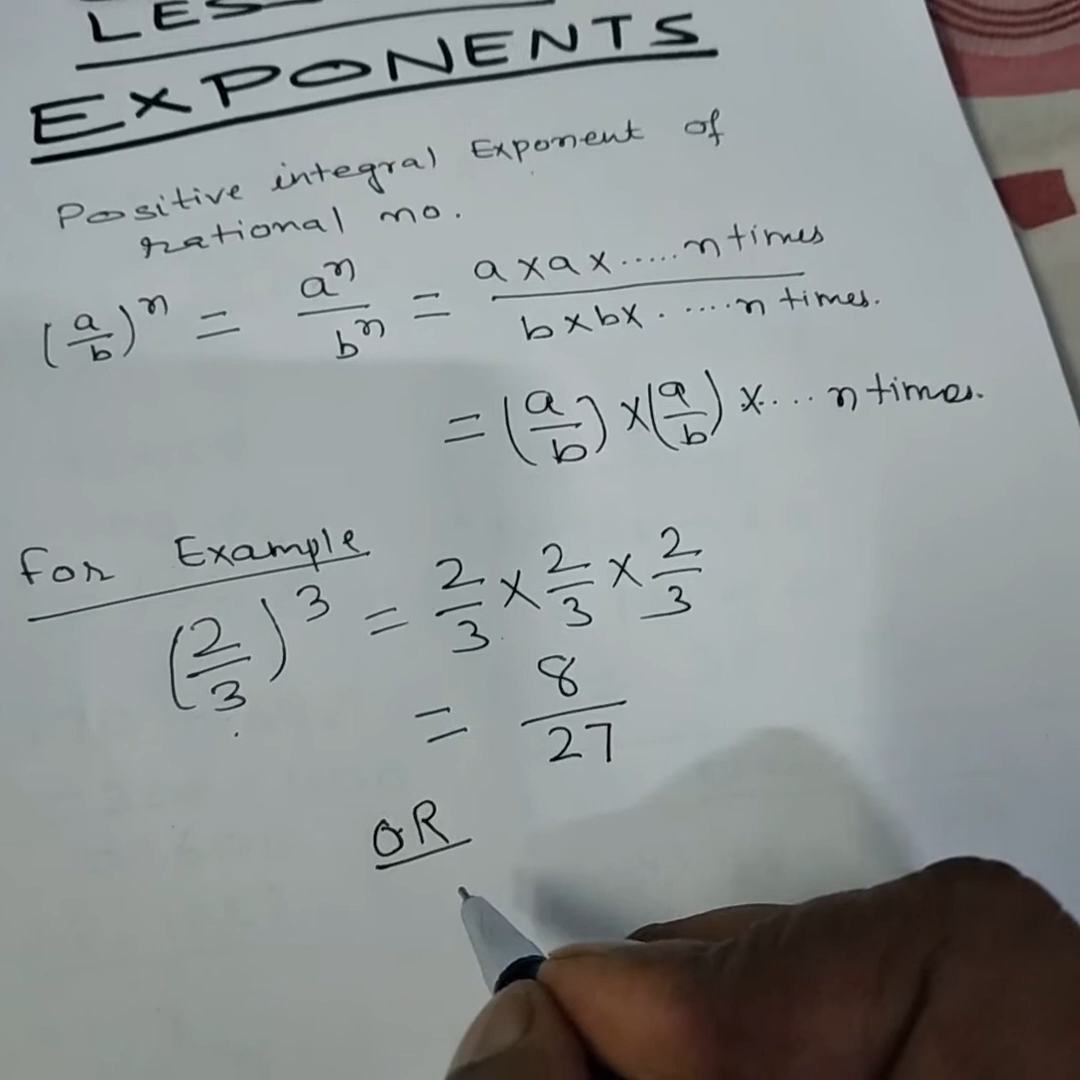 EXPONENTS
Positive integral Exponent of
rational no.
(a/b)^n = a^n/b^n = a×a×.....n times/b×b×.....n times.
= (a/b)×(a/b)×....n times.
For Example
(2/3)^3 = 2/3 × 2/3 × 2/3
= 8/27
OR